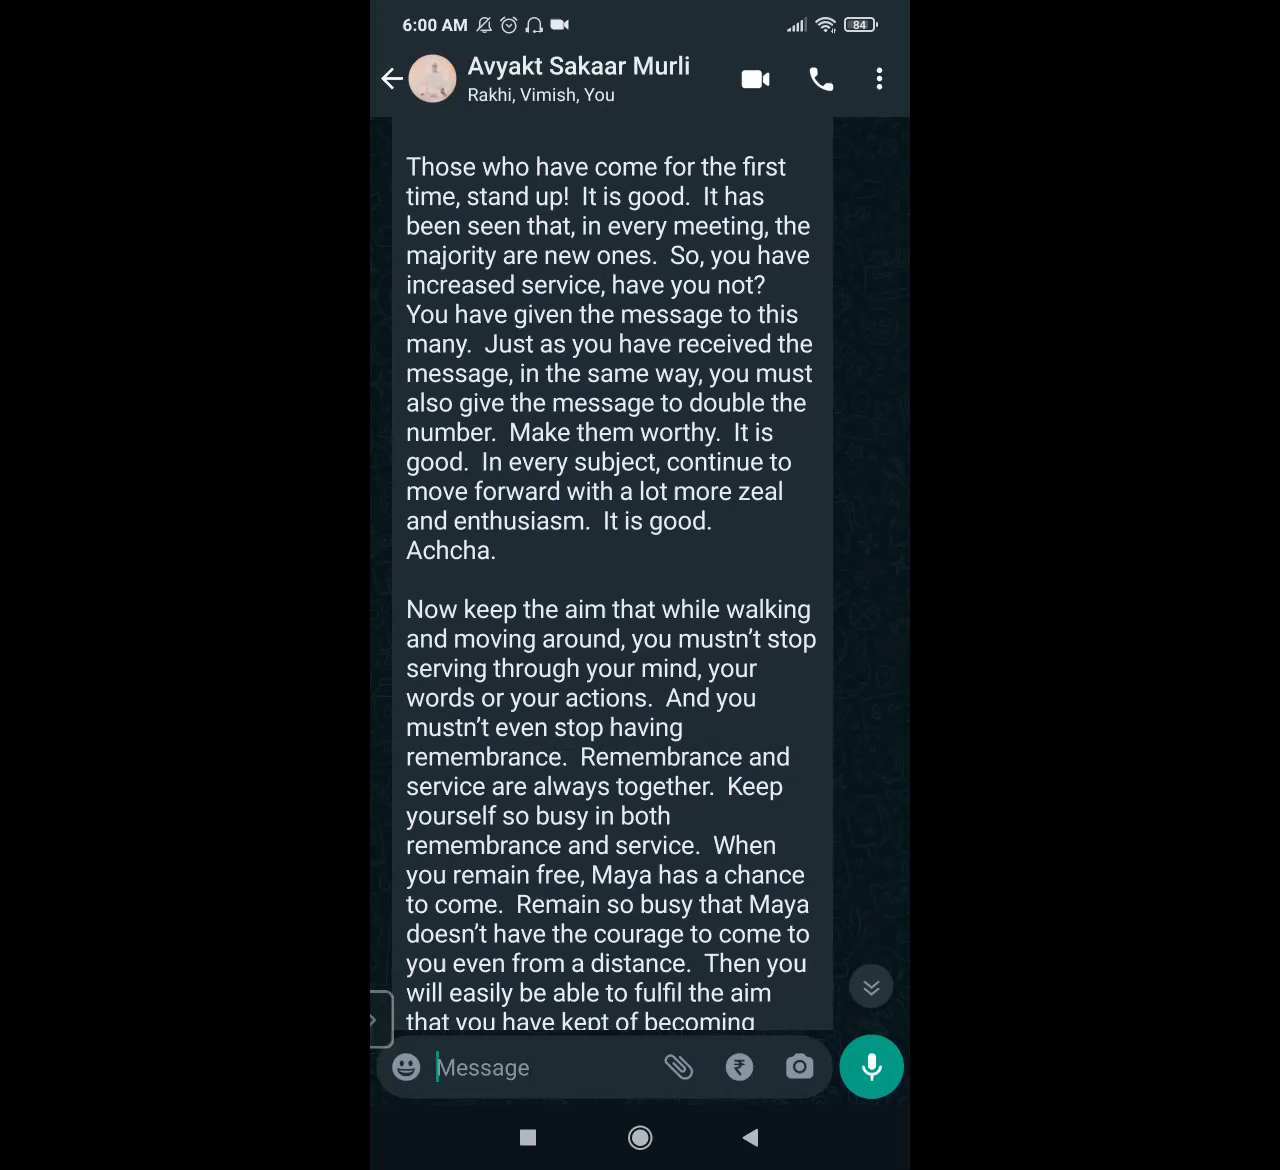 6:00 AM
84
Avyakt Sakaar Murli
Rakhi, Vimish, You
Those who have come for the first
time, stand up!  It is good.  It has
been seen that, in every meeting, the
majority are new ones.  So, you have
increased service, have you not?
You have given the message to this
many.  Just as you have received the
message, in the same way, you must
also give the message to double the
number.  Make them worthy.  It is
good.  In every subject, continue to
move forward with a lot more zeal
and enthusiasm.  It is good.
Achcha.
Now keep the aim that while walking
and moving around, you mustn’t stop
serving through your mind, your
words or your actions.  And you
mustn’t even stop having
remembrance.  Remembrance and
service are always together.  Keep
yourself so busy in both
remembrance and service.  When
you remain free, Maya has a chance
to come.  Remain so busy that Maya
doesn’t have the courage to come to
you even from a distance.  Then you
will easily be able to fulfil the aim
that you have kept of becoming
Message
₹